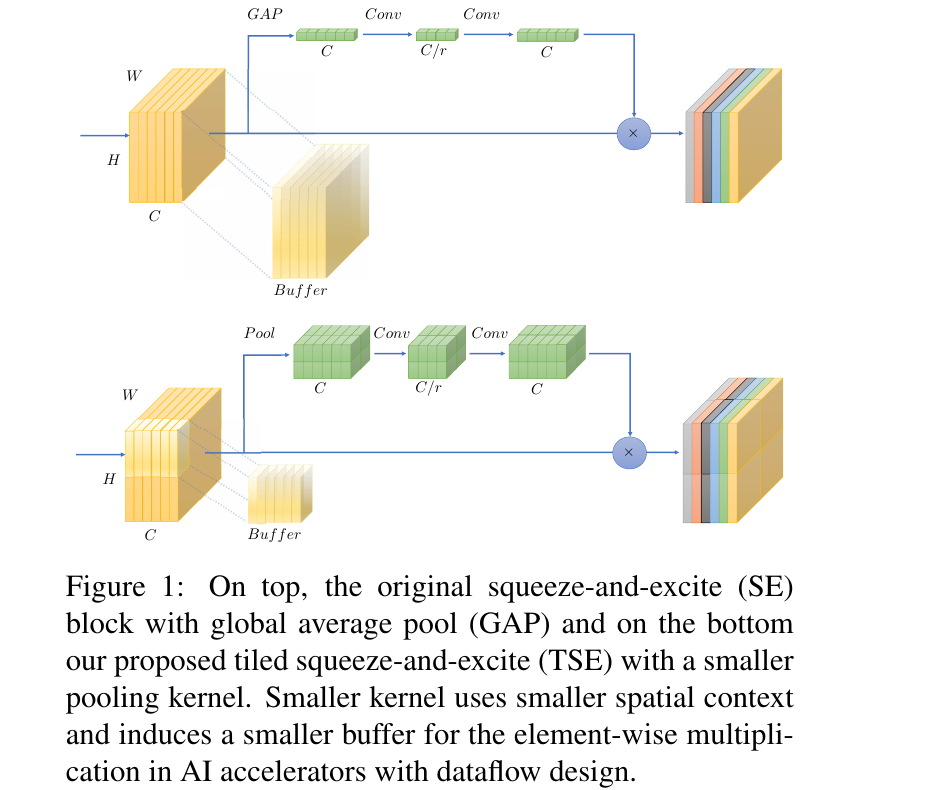 GAP Conv Conv
C C/r C
W
H
×
C
Buffer
Pool Conv Conv
C C/r C
W
H
×
C
Buffer
Figure 1: On top, the original squeeze-and-excite (SE)
block with global average pool (GAP) and on the bottom
our proposed tiled squeeze-and-excite (TSE) with a smaller
pooling kernel. Smaller kernel uses smaller spatial context
and induces a smaller buffer for the element-wise multipli-
cation in AI accelerators with dataflow design.